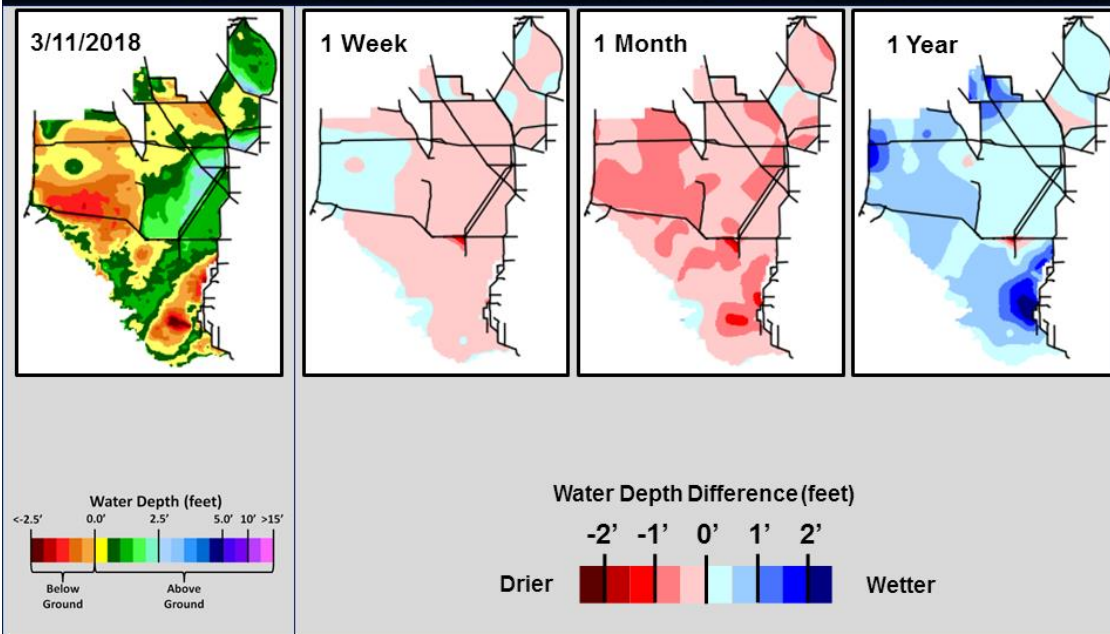 3/11/2018
1 Week
1 Month
1 Year
Water Depth (feet)
<-2.5' 0.0' 2.5' 5.0' 10' >15'
Below Ground
Above Ground
Water Depth Difference (feet)
-2' -1' 0' 1' 2'
Drier
Wetter